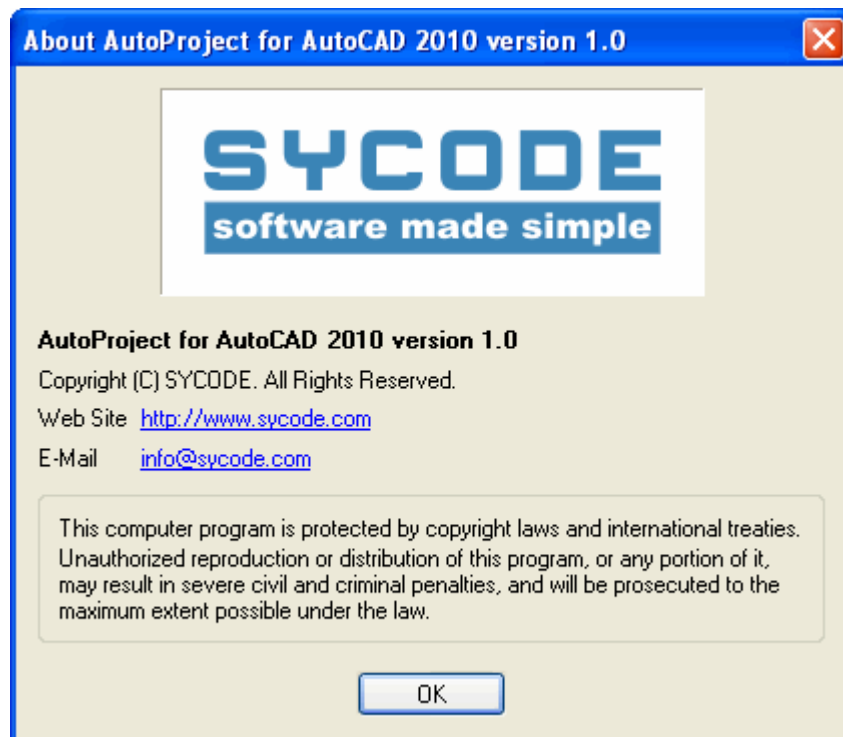 About AutoProject for AutoCAD 2010 version 1.0
SYCODE
software made simple
AutoProject for AutoCAD 2010 version 1.0
Copyright (C) SYCODE. All Rights Reserved.
Web Site http://www.sycode.com
E-Mail info@sycode.com
This computer program is protected by copyright laws and international treaties.
Unauthorized reproduction or distribution of this program, or any portion of it,
may result in severe civil and criminal penalties, and will be prosecuted to the
maximum extent possible under the law.
OK